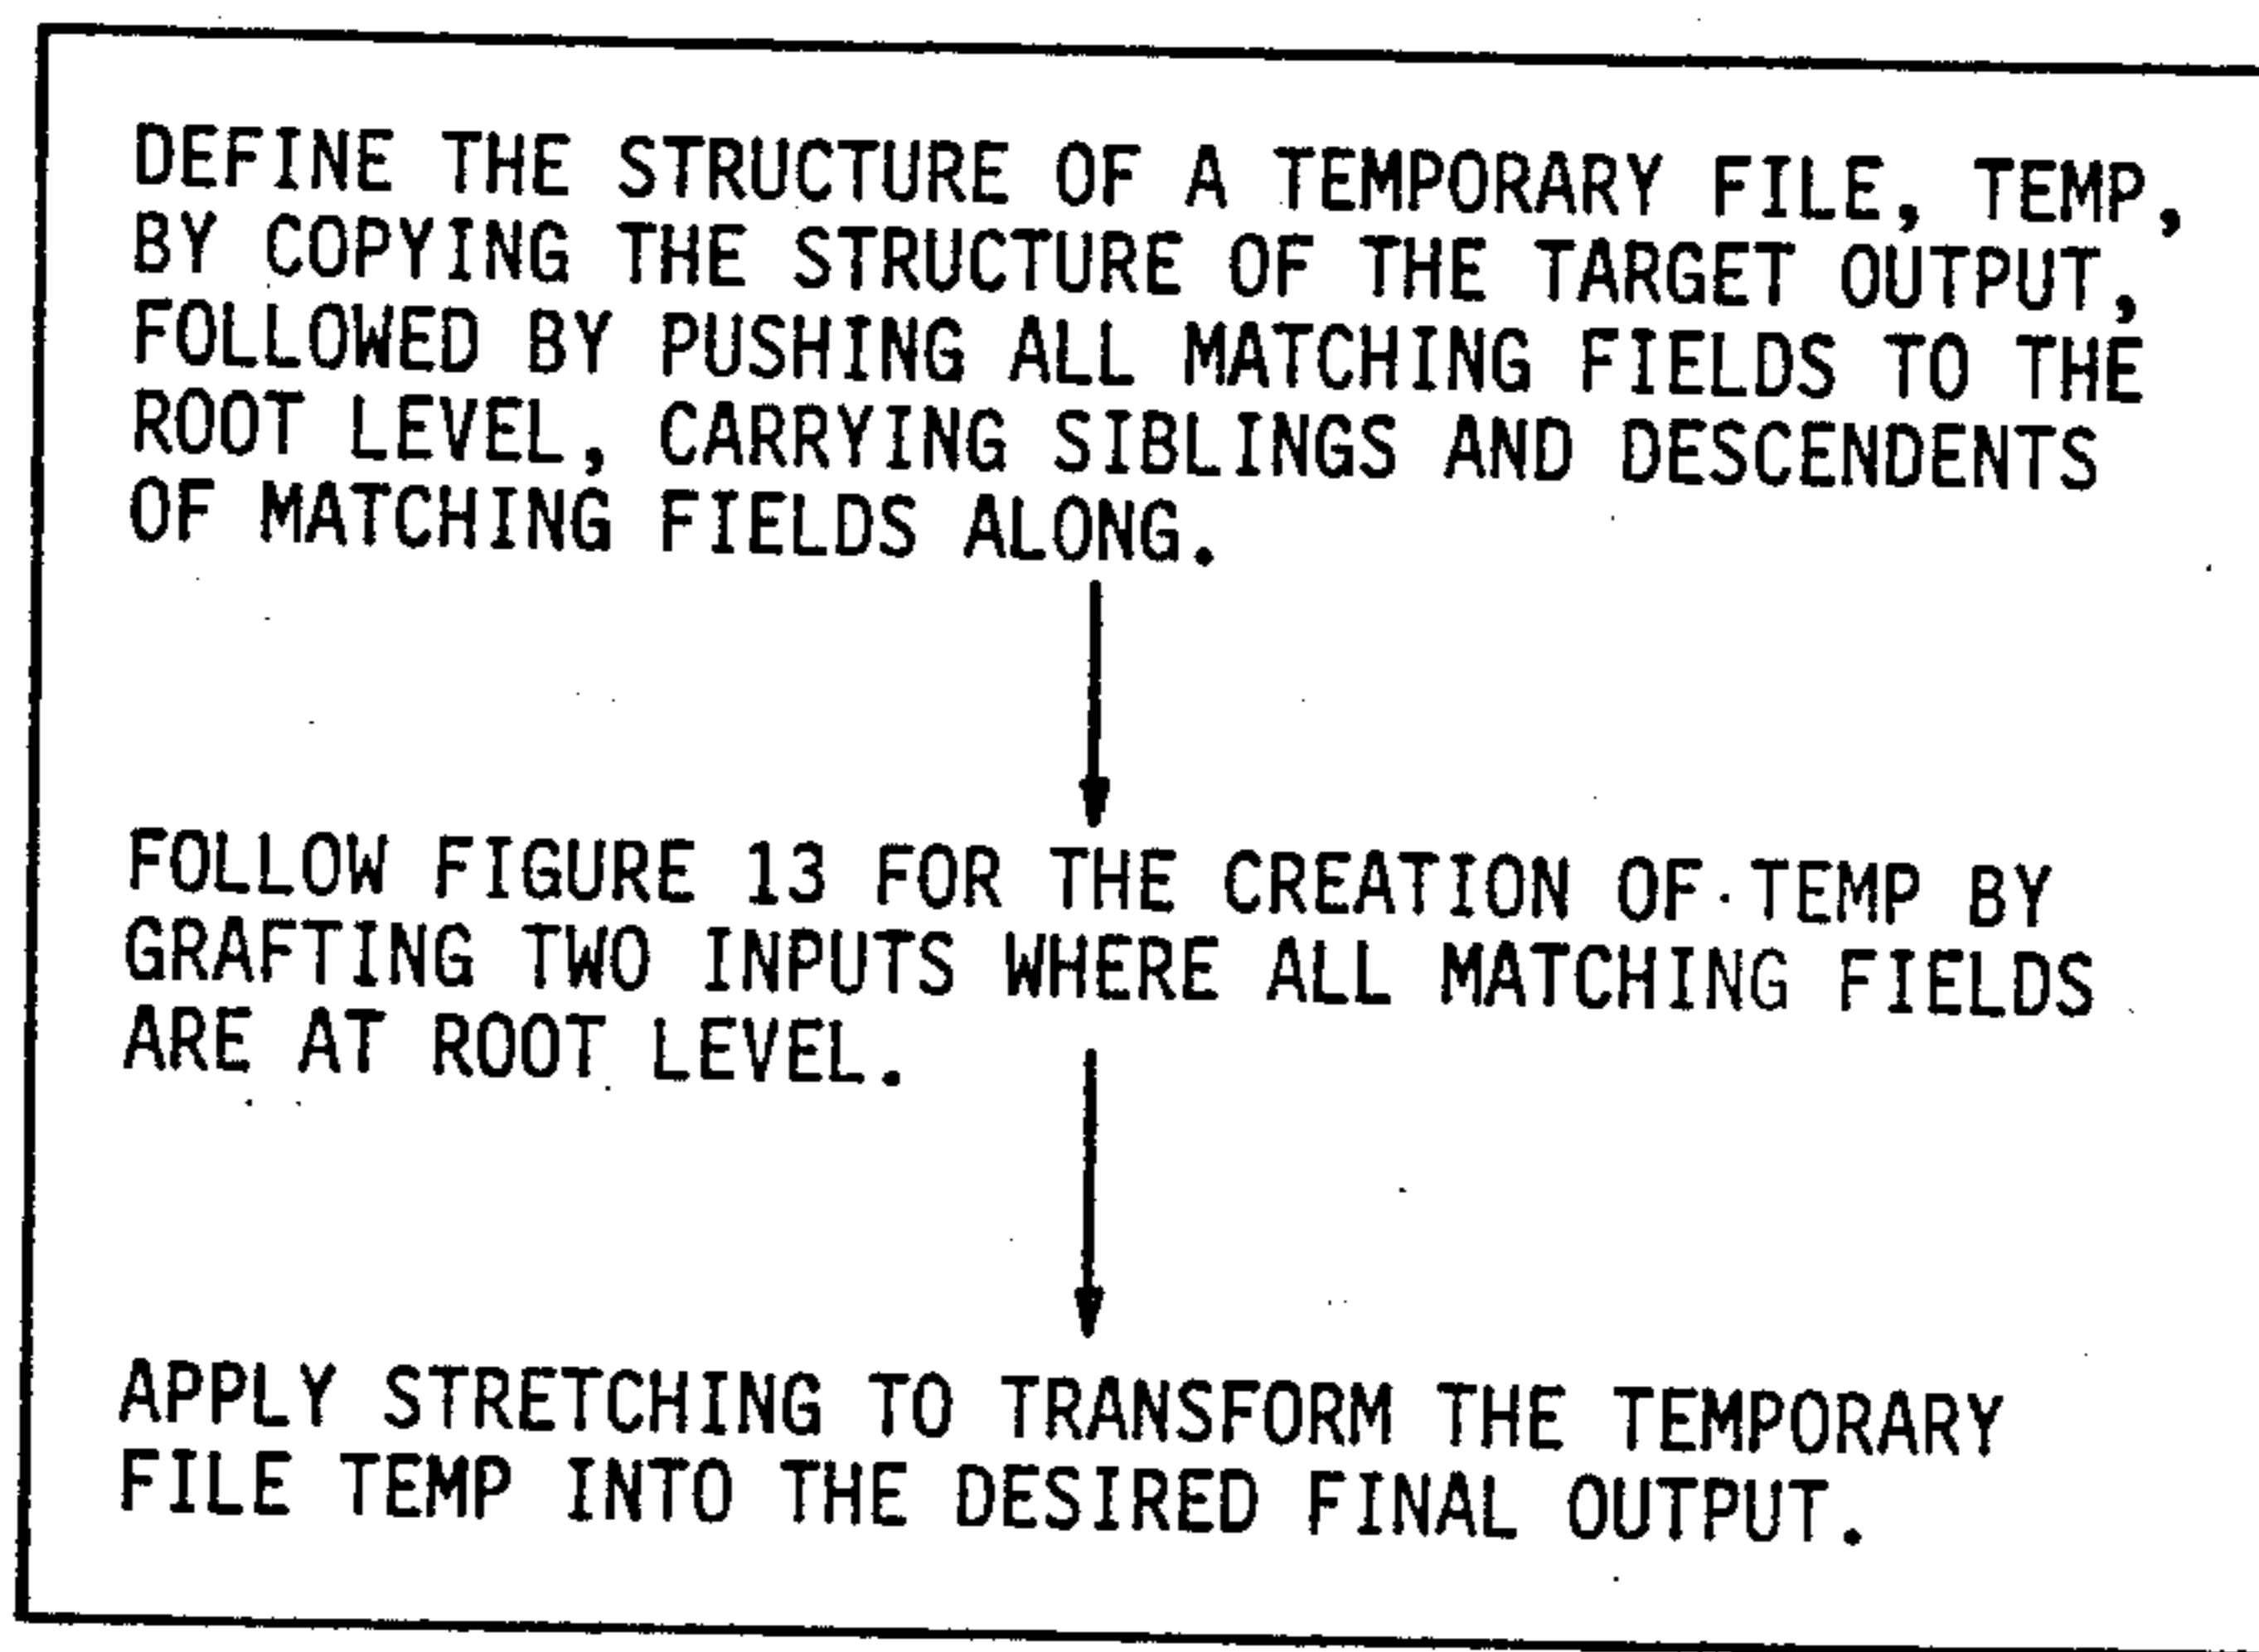 DEFINE THE STRUCTURE OF A TEMPORARY FILE, TEMP,
BY COPYING THE STRUCTURE OF THE TARGET OUTPUT,
FOLLOWED BY PUSHING ALL MATCHING FIELDS TO THE
ROOT LEVEL, CARRYING SIBLINGS AND DESCENDENTS
OF MATCHING FIELDS ALONG.
FOLLOW FIGURE 13 FOR THE CREATION OF TEMP BY
GRAFTING TWO INPUTS WHERE ALL MATCHING FIELDS
ARE AT ROOT LEVEL.
APPLY STRETCHING TO TRANSFORM THE TEMPORARY
FILE TEMP INTO THE DESIRED FINAL OUTPUT.